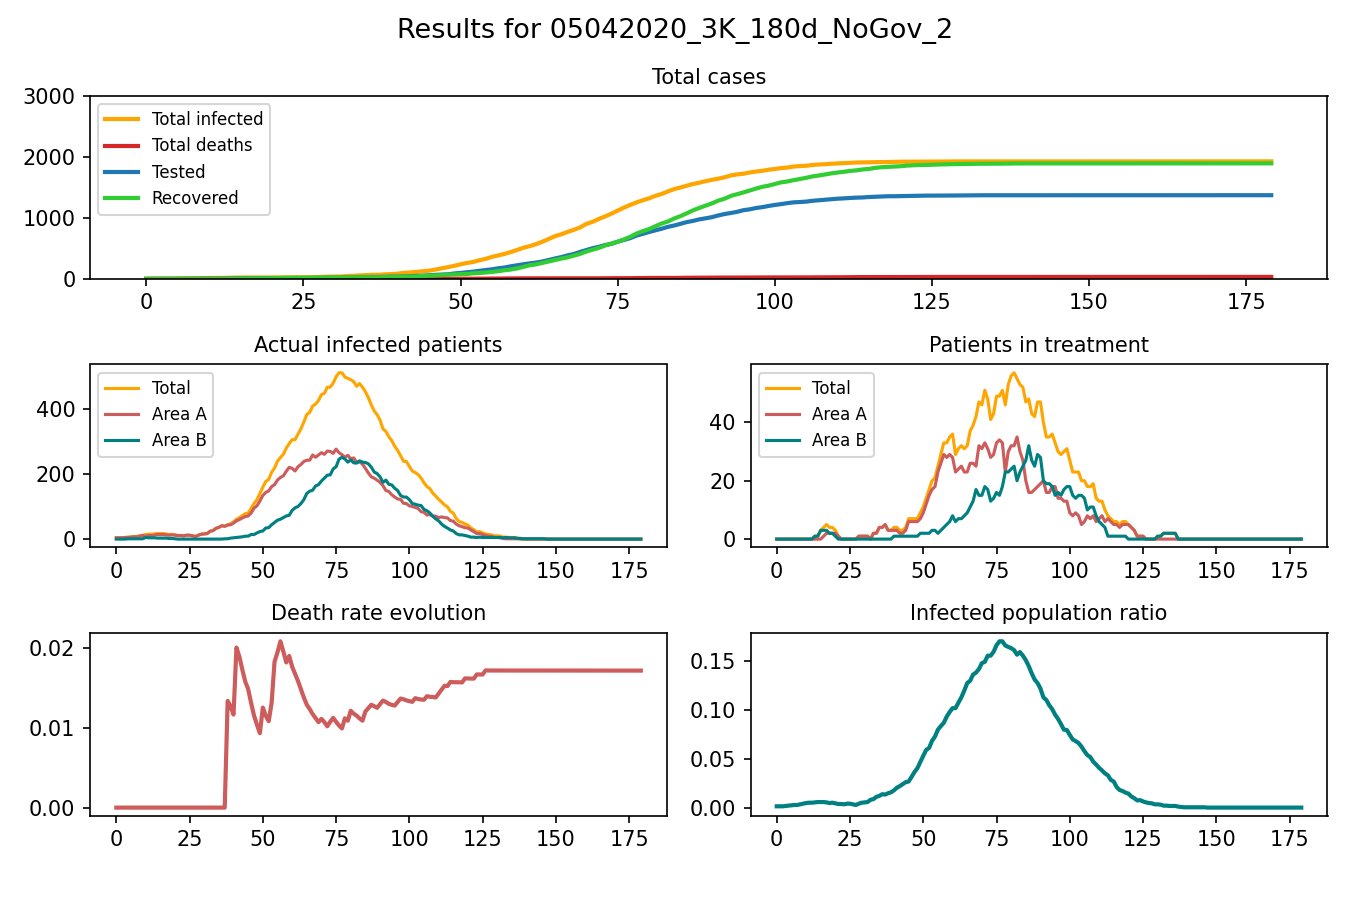 Results for 05042020_3K_180d_NoGov_2
Total cases
3000
2000
1000
0
Total infected
Total deaths
Tested
Recovered
0 25 50 75 100 125 150 175
Actual infected patients
400
200
0
Total
Area A
Area B
0 25 50 75 100 125 150 175
Patients in treatment
40
20
0
Total
Area A
Area B
0 25 50 75 100 125 150 175
Death rate evolution
0.02
0.01
0.00
0 25 50 75 100 125 150 175
Infected population ratio
0.15
0.10
0.05
0.00
0 25 50 75 100 125 150 175